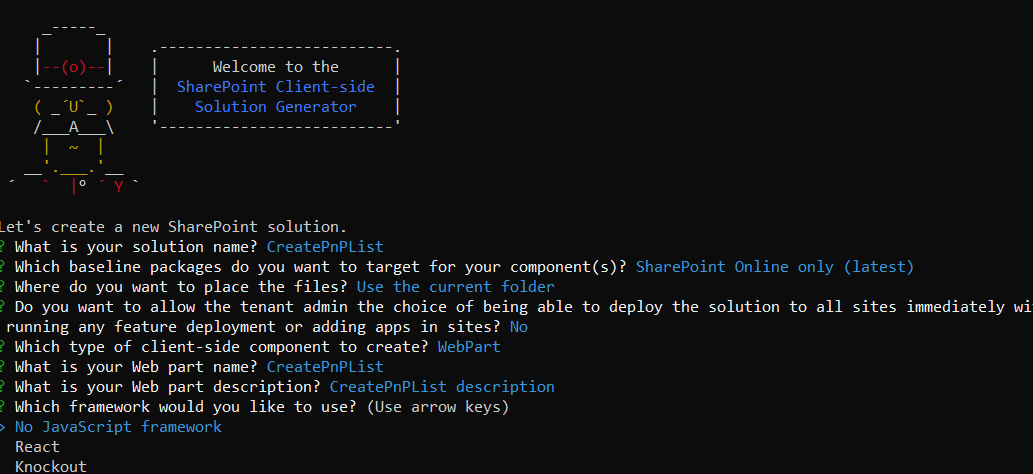 Welcome to the
SharePoint Client-side
Solution Generator
Let's create a new SharePoint solution.
? What is your solution name? CreatePnPList
? Which baseline packages do you want to target for your component(s)? SharePoint Online only (latest)
? Where do you want to place the files? Use the current folder
? Do you want to allow the tenant admin the choice of being able to deploy the solution to all sites immediately wi
running any feature deployment or adding apps in sites? No
? Which type of client-side component to create? WebPart
? What is your Web part name? CreatePnPList
? What is your Web part description? CreatePnPList description
? Which framework would you like to use? (Use arrow keys)
> No JavaScript framework
React
Knockout